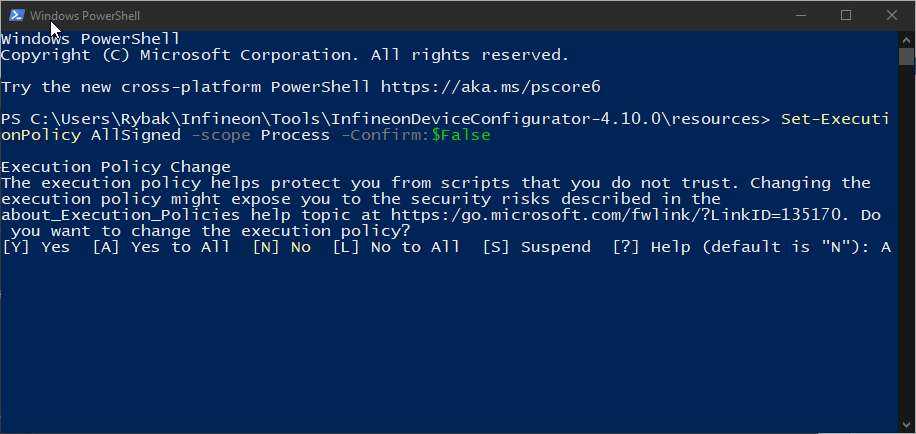 Windows PowerShell
Windows PowerShell
Copyright (C) Microsoft Corporation. All rights reserved.
Try the new cross-platform PowerShell https://aka.ms/pscore6
PS C:\Users\Rybak\Infineon\Tools\InfineonDeviceConfigurator-4.10.0\resources> Set-Executi
onPolicy AllSigned -scope Process -Confirm:$False
Execution Policy Change
The execution policy helps protect you from scripts that you do not trust. Changing the
execution policy might expose you to the security risks described in the
about_Execution_Policies help topic at https:/go.microsoft.com/fwlink/?LinkID=135170. Do
you want to change the execution policy?
[Y] Yes  [A] Yes to All  [N] No  [L] No to All  [S] Suspend  [?] Help (default is "N"): A